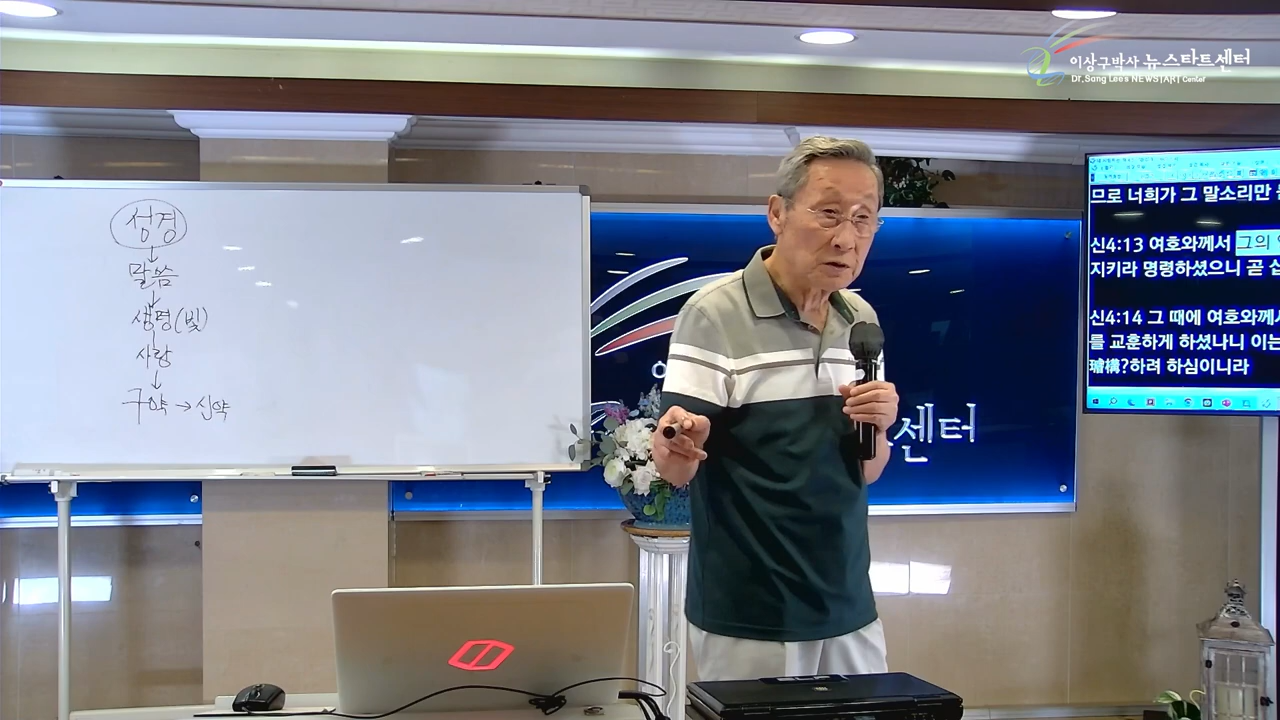 이상구박사 뉴스타트센터
Dr. Sang Lee's NEWSTART Center
성경
말씀
생명(빛)
사랑
구약 → 신약
므로 너희가 그 말소리만
신4:13 여호와께서 그의
지키라 명령하셨으니 곧 십
신4:14 그 때에 여호와께서
를 교훈하게 하셨나니 이는
하려 하심이니라
센터